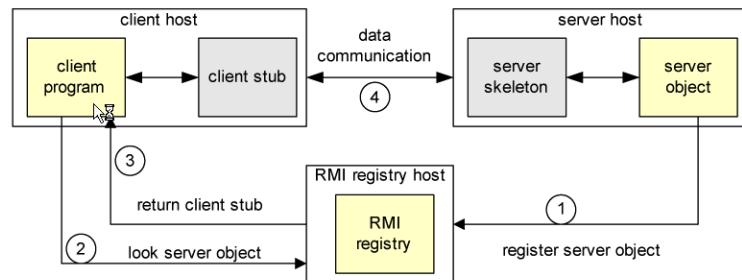 client host
server host
client
program
client stub
data
communication
4
server
skeleton
server
object
3
RMI registry host
1
return client stub
RMI
registry
2
look server object
register server object